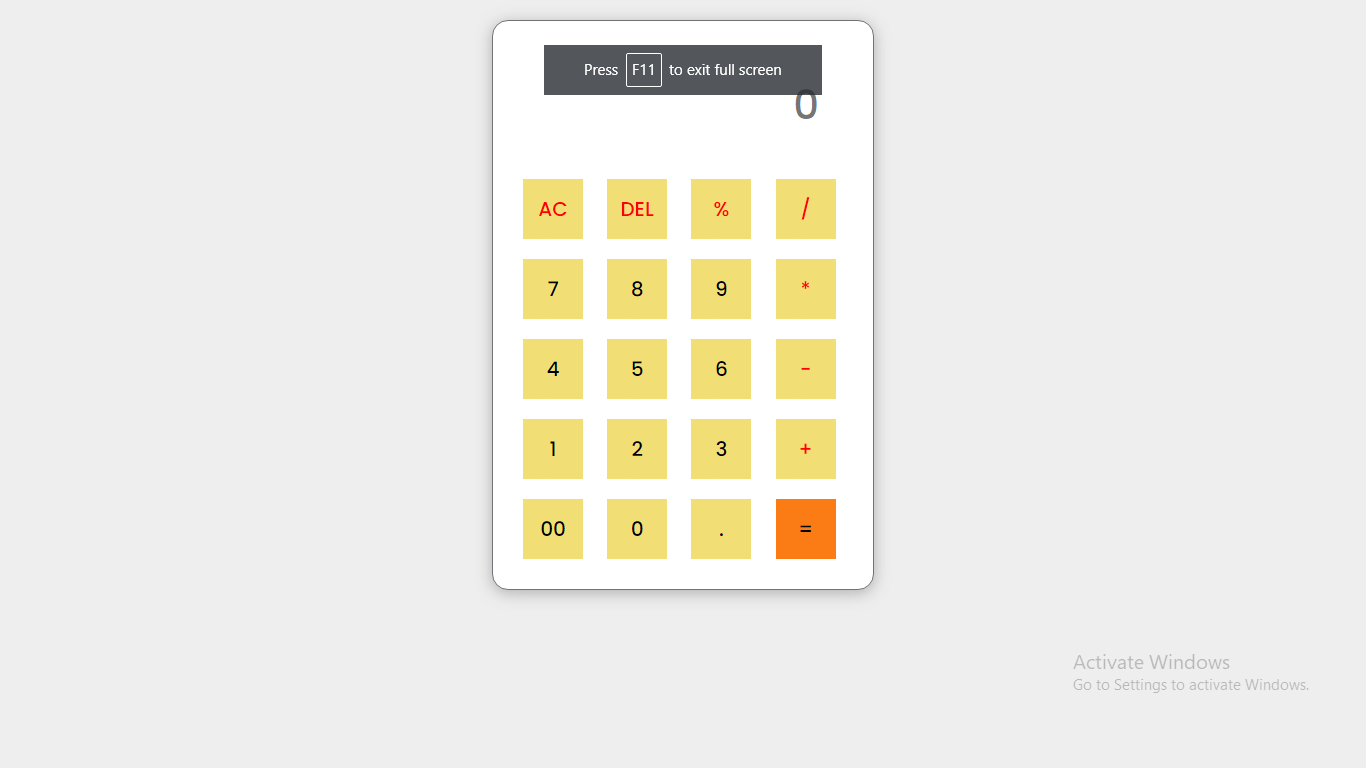 Press F11 to exit full screen
0
AC DEL % /
7 8 9 *
4 5 6 -
1 2 3 +
00 0 . =
Activate Windows
Go to Settings to activate Windows.